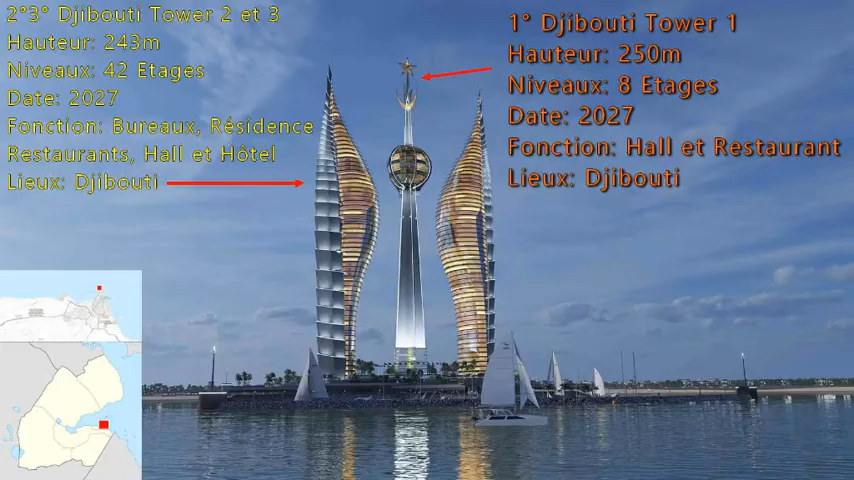 2°3° Djibouti Tower 2 et 3
Hauteur: 243m
Niveaux: 42 Etages
Date: 2027
Fonction: Bureaux, Résidence
Restaurants, Hall et Hôtel
Lieux: Djibouti
1° Djibouti Tower 1
Hauteur: 250m
Niveaux: 8 Etages
Date: 2027
Fonction: Hall et Restaurant
Lieux: Djibouti